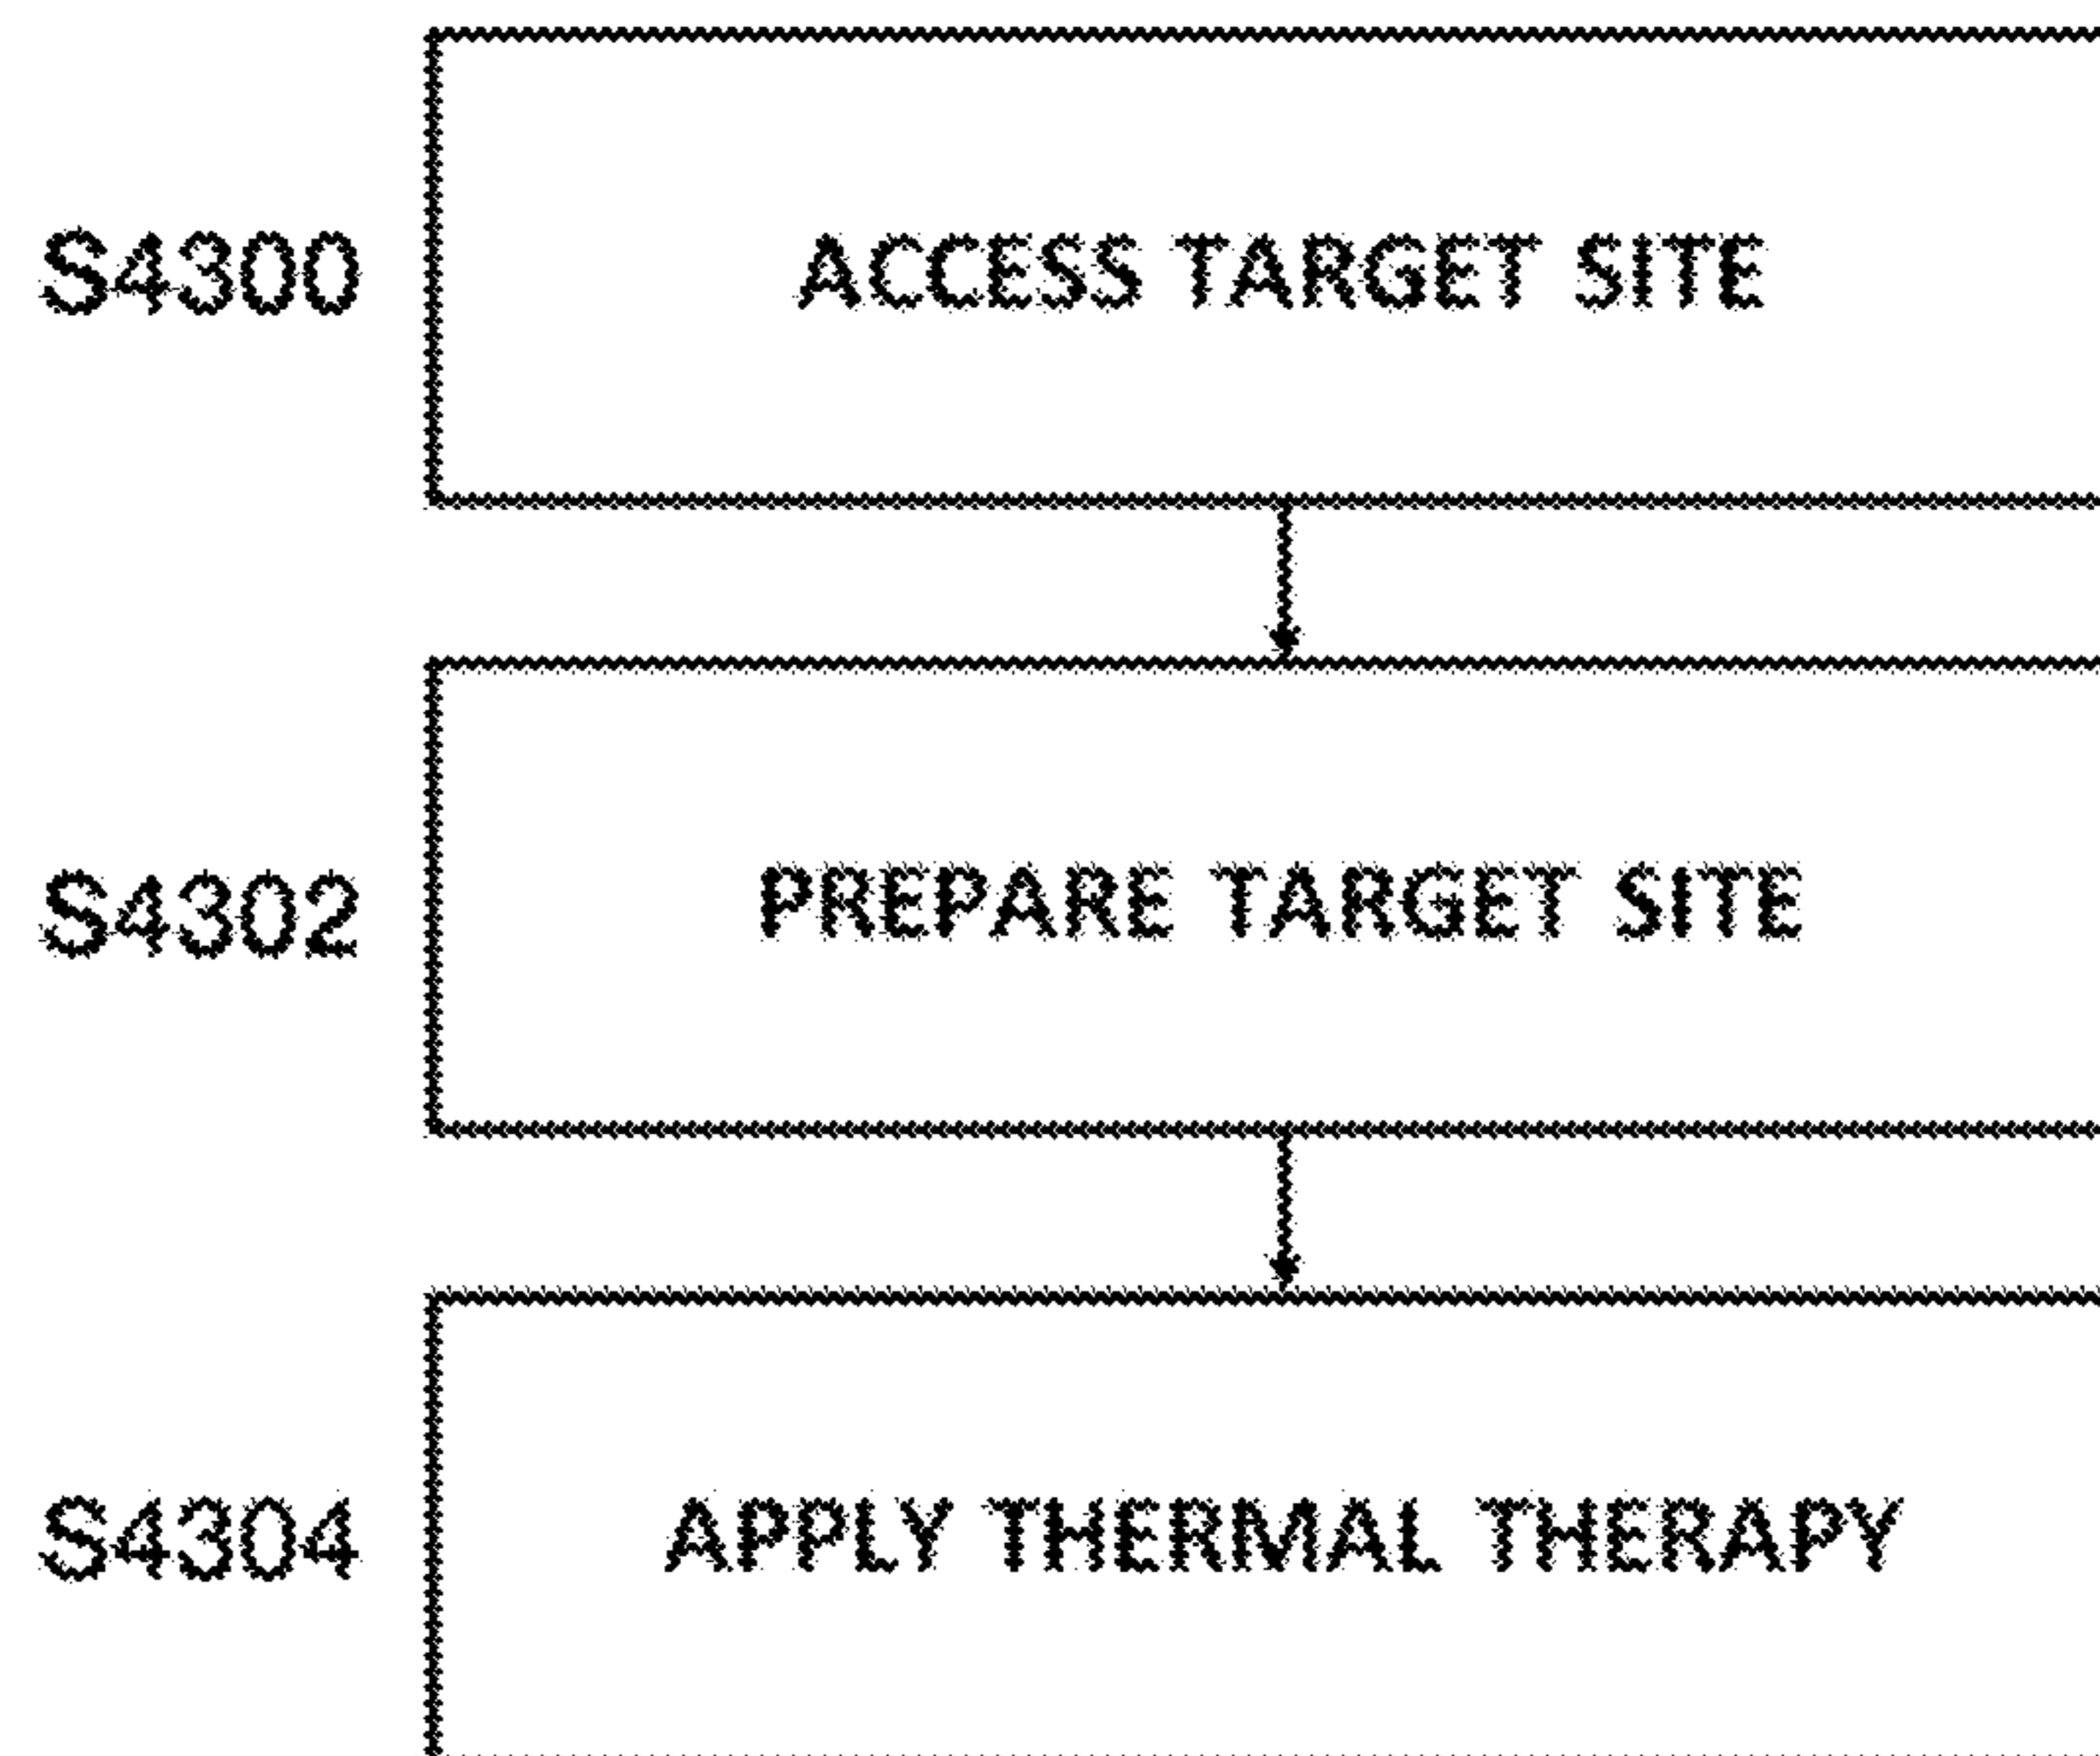 S4300 ACCESS TARGET SITE
S4302 PREPARE TARGET SITE
S4304 APPLY THERMAL THERAPY